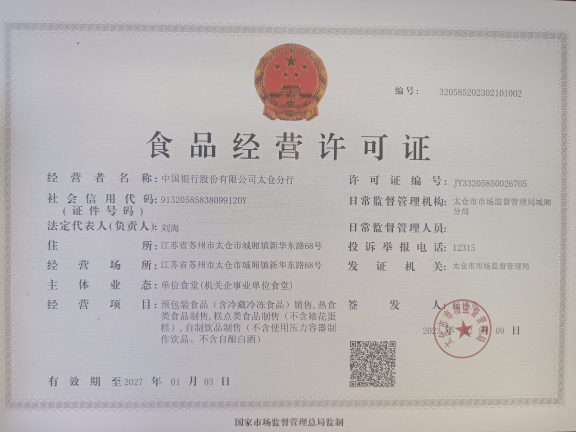 编号: 320585202302101002
食品经营许可证
经营者名称: 中国银行股份有限公司太仓分行
社会信用代码: 91320585838099120Y
(证件号码)
法定代表人(负责人): 刘海
住所: 江苏省苏州市太仓市城厢镇新华东路68号
经营场所: 江苏省苏州市太仓市城厢镇新华东路68号
主体业态: 单位食堂(机关企事业单位食堂)
经营项目: 预包装食品(含冷藏冷冻食品)销售,热食
类食品制售,糕点类食品制售(不含裱花蛋
糕),自制饮品制售(不含使用压力容器制
作饮品、不含自酿白酒)
有效期至2027年01月03日
许可证编号: JY33205850026705
日常监督管理机构: 太仓市市场监督管理局城厢
分局
日常监督管理人员:
投诉举报电话: 12315
发证机关: 太仓市市场监督管理局
签发人:
年 月09日
国家市场监督管理总局监制